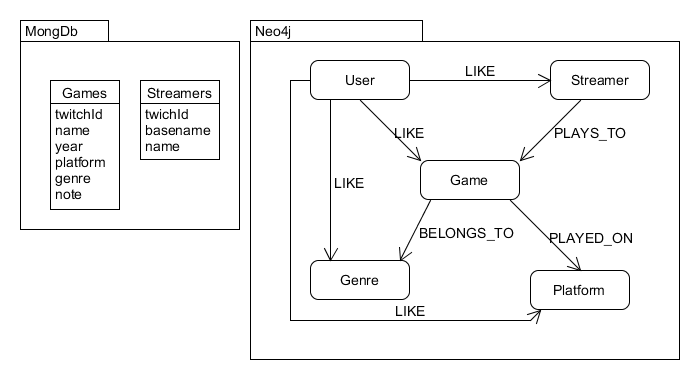 MongDb
Games
twitchId
name
year
platform
genre
note
Streamers
twichId
basename
name
Neo4j
User
LIKE
Streamer
LIKE
PLAYS_TO
LIKE
Game
BELONGS_TO
PLAYED_ON
Genre
Platform
LIKE